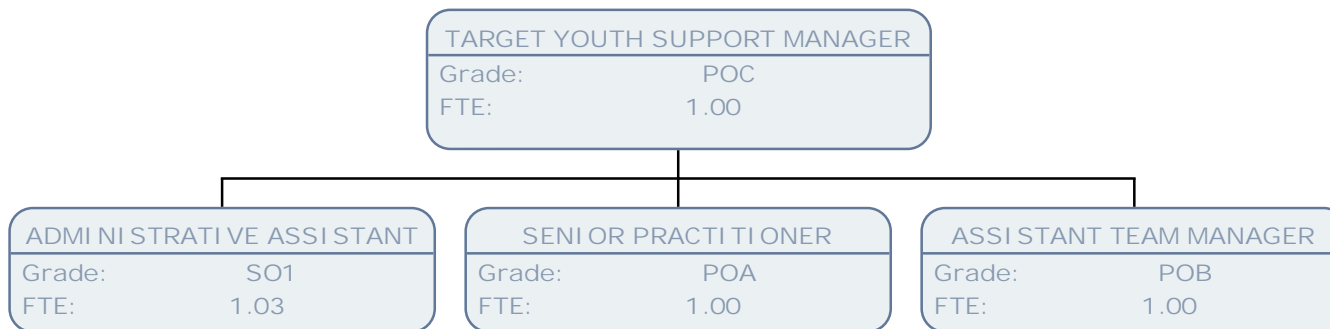 TARGET YOUTH SUPPORT MANAGER
Grade: POC
FTE: 1.00
ADMINISTRATIVE ASSISTANT
Grade: SO1
FTE: 1.03
SENIOR PRACTITIONER
Grade: POA
FTE: 1.00
ASSISTANT TEAM MANAGER
Grade: POB
FTE: 1.00